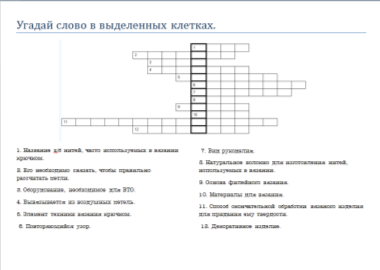 Угадай слово в выделенных клетках.
1. Название х/б нитей, часто используемых в вязании
крючком.
2. Его необходимо связать, чтобы правильно
рассчитать петли.
3. Оборудование, необходимое для ВТО.
4. Вывязывается из воздушных петель.
5. Элемент техники вязания крючком.
6. Повторяющийся узор.
7. Вид рукоделия.
8. Натуральное волокно для изготовления нитей,
используемых в вязании.
9. Основа филейного вязания.
10. Материалы для вязания.
11. Способ окончательной обработки вязаного изделия
для придания ему твердости.
12. Декоративное изделие.